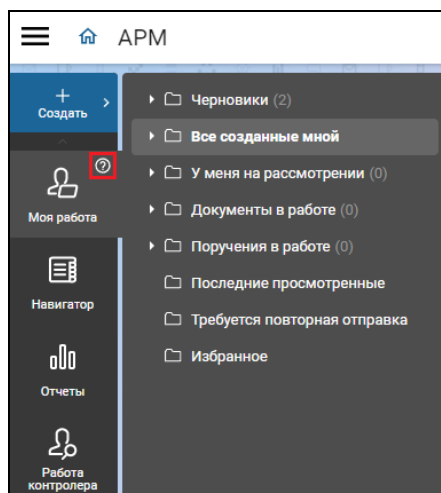 АРМ
Создать
Черновики (2)
Все созданные мной
У меня на рассмотрении (0)
Моя работа
Документы в работе (0)
Поручения в работе (0)
Последние просмотренные
Навигатор
Требуется повторная отправка
Избранное
Отчеты
Работа
контролера